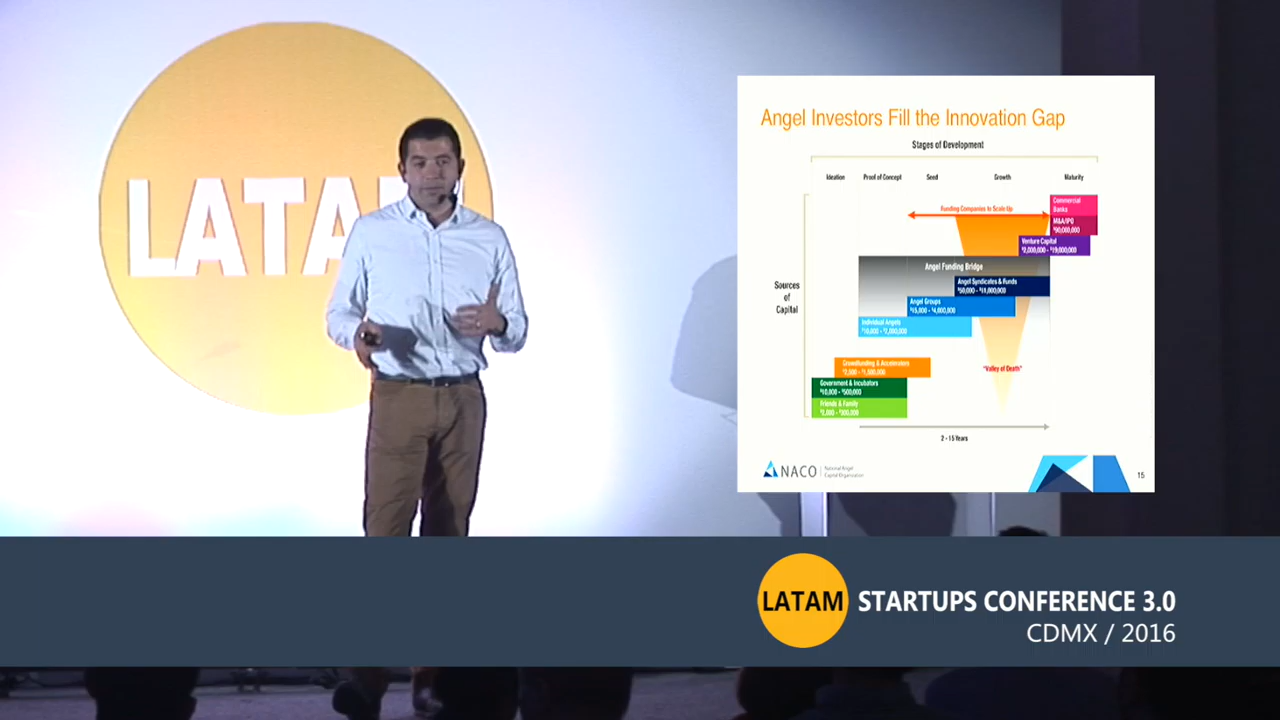 LATAM
Angel Investors Fill the Innovation Gap
Stages of Development
Ideation
Proof of Concept
Seed
Growth
Maturity
Funding Companies to Scale Up
Commercial
Banks
M&A/IPO
Venture Capital
Angel Funding Bridge
Angel Syndicates & Funds
Sources
of
Capital
Angel Groups
Individual Angels
Crowdfunding & Accelerators
"Valley of Death"
Government & Incubators
Friends & Family
2 - 15 Years
NACO
National Angel
Capital Organization
15
LATAM
STARTUPS CONFERENCE 3.0
CDMX / 2016